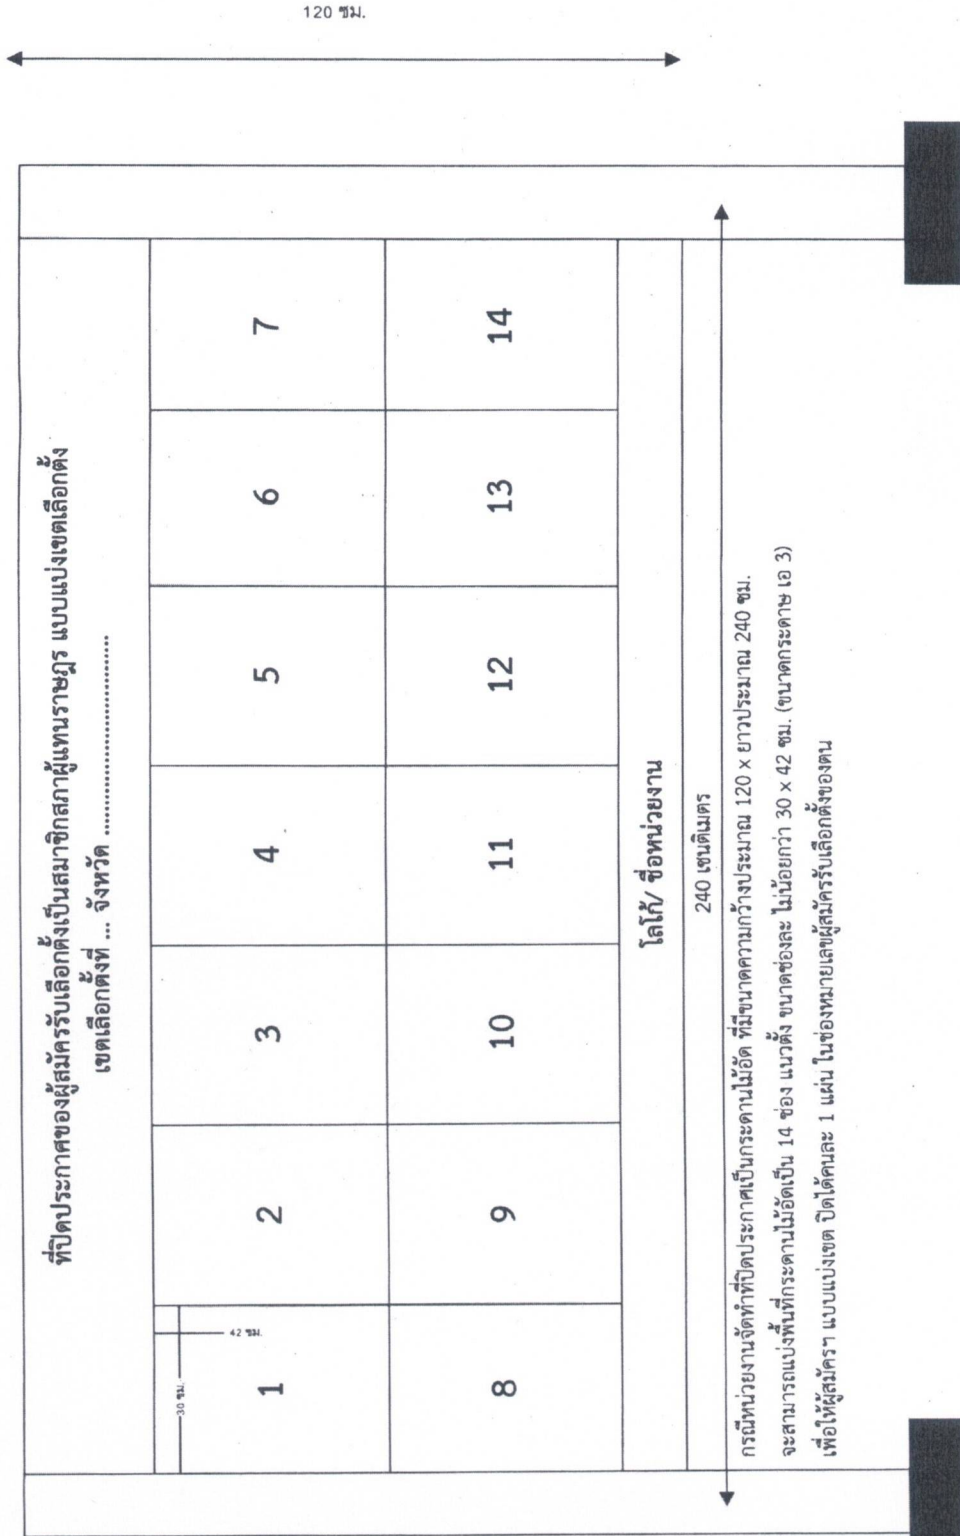 120 ซม.
ที่ปิดประกาศของผู้สมัครรับเลือกตั้งเป็นสมาชิกสภาผู้แทนราษฎร แบบแบ่งเขตเลือกตั้ง
เขตเลือกตั้งที่ ... จังหวัด ....................................
30 ซม.
42 ซม.
1
2
3
4
5
6
7
8
9
10
11
12
13
14
โลโก้/ ชื่อหน่วยงาน
240 เซนติเมตร
กรณีหน่วยงานจัดทำที่ปิดประกาศเป็นกระดานไม้อัด ที่มีขนาดความกว้างประมาณ 120 x ยาวประมาณ 240 ซม.
จะสามารถแบ่งพื้นที่กระดานไม้อัดเป็น 14 ช่อง แนวตั้ง ขนาดช่องละ ไม่น้อยกว่า 30 x 42 ซม. (ขนาดกระดาษ เอ 3)
เพื่อให้ผู้สมัครฯ แบบแบ่งเขต ปิดได้คนละ 1 แผ่น ในช่องหมายเลขผู้สมัครรับเลือกตั้งของตน